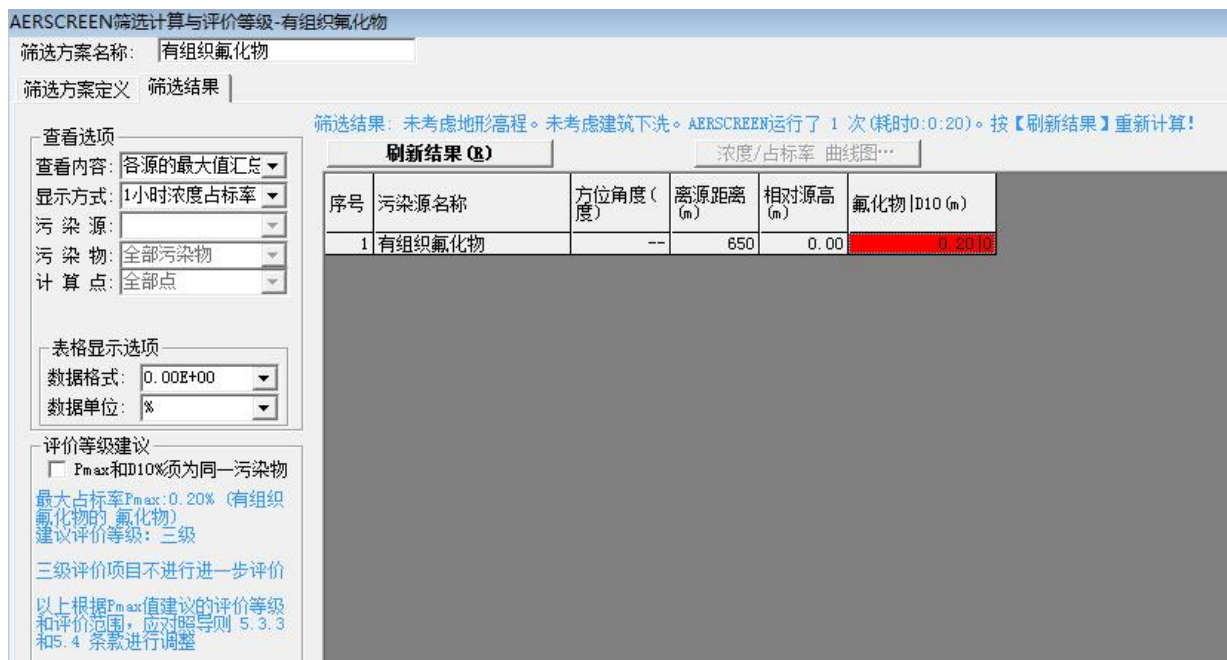 AERSCREEN筛选计算与评价等级-有组织氟化物
筛选方案名称: 有组织氟化物
筛选方案定义 筛选结果
筛选结果: 未考虑地形高程。未考虑建筑下洗。AERSCREEN运行了 1 次(耗时0:0:20)。按【刷新结果】重新计算!
刷新结果(R) 浓度/占标率 曲线图…
查看选项
查看内容: 各源的最大值汇总
显示方式: 1小时浓度占标率
污 染 源:
污 染 物: 全部污染物
计 算 点: 全部点
序号 污染源名称 方位角度(度) 离源距离(m) 相对源高(m) 氟化物|D10(m)
1 有组织氟化物 -- 650 0.00 0.20|0
表格显示选项
数据格式: 0.00E+00
数据单位: %
评价等级建议
Pmax和D10%须为同一污染物
最大占标率Pmax:0.20% (有组织
氟化物的 氟化物)
建议评价等级: 三级
三级评价项目不进行进一步评价
以上根据Pmax值建议的评价等级
和评价范围,应对照导则 5.3.3
和5.4 条款进行调整